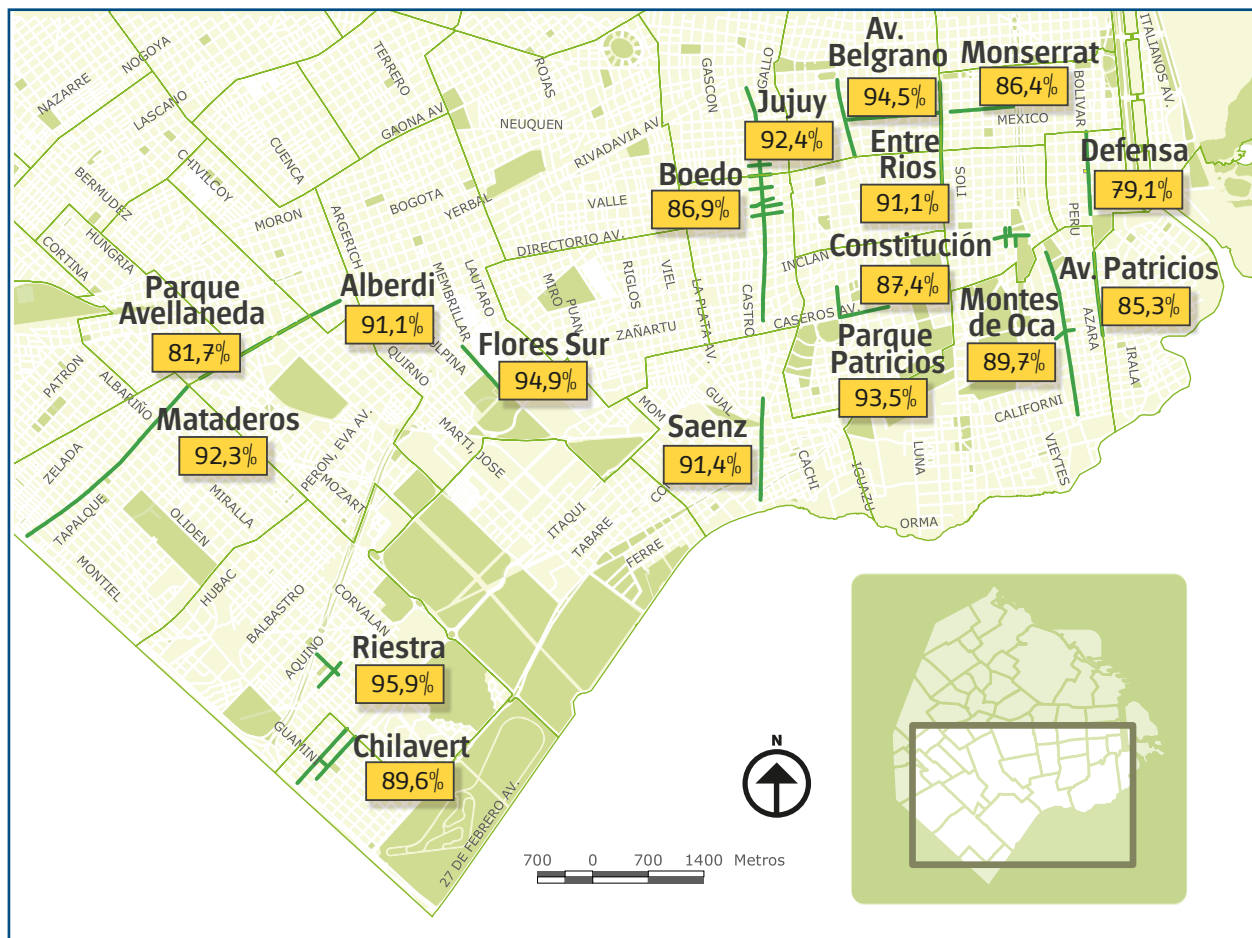 NAZARRE
NOGOYA
LASCANO
TERRERO
GAONA AV.
ROJAS
NEUQUEN
GASCON
GALLO
RIVADAVIA AV.
Av.
Belgrano
94,5%
Monserrat
86,4%
MEXICO
BOLIVAR
ITALIANOS AV.
Jujuy
92,4%
Entre
Rios
91,1%
SOLI
Defensa
79,1%
PERU
Boedo
86,9%
VALLE
DIRECTORIO AV.
CUENCA
CHIVILCOY
BERMUDEZ
MORON
ARGERICH
BOGOTA
YERBAL
HUNGRIA
CORTINA
Parque
Avellaneda
81,7%
Alberdi
91,1%
MEMBRILLAR
LAUTARO
MIRO
PUAN
RIGLOS
VIEL
LA PLATA AV.
CASTRO
ZAÑARTU
INCLAN
CASEROS AV.
Constitución
87,4%
Av. Patricios
85,3%
Montes
de Oca
89,7%
AZARA
IRALA
Parque
Patricios
93,5%
Flores Sur
94,9%
QUIRNO
ULPINA
PATRON
ALBARIÑO
Mataderos
92,3%
PERON, EVA AV.
MARTI, JOSE
MOM
GUAL
Saenz
91,4%
CALIFORNI
VIEYTES
LUNA
CACHI
IGUAZU
ORMA
ZELADA
TAPALQUE
MONTIEL
OLIDEN
MIRALLA
MOZART
ITAQUI
TABARE
CO
FERRE
HUBAC
BALBASTRO
CORVALAN
AQUINO
Riestra
95,9%
GUAMINI
Chilavert
89,6%
27 DE FEBRERO AV.
N
700 0 700 1400 Metros